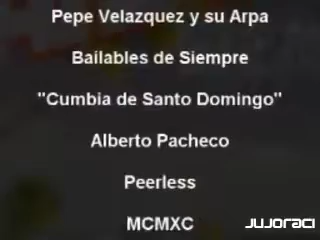 Pepe Velazquez y su Arpa
Bailables de Siempre
"Cumbia de Santo Domingo"
Alberto Pacheco
Peerless
MCMXC
JUJORACI